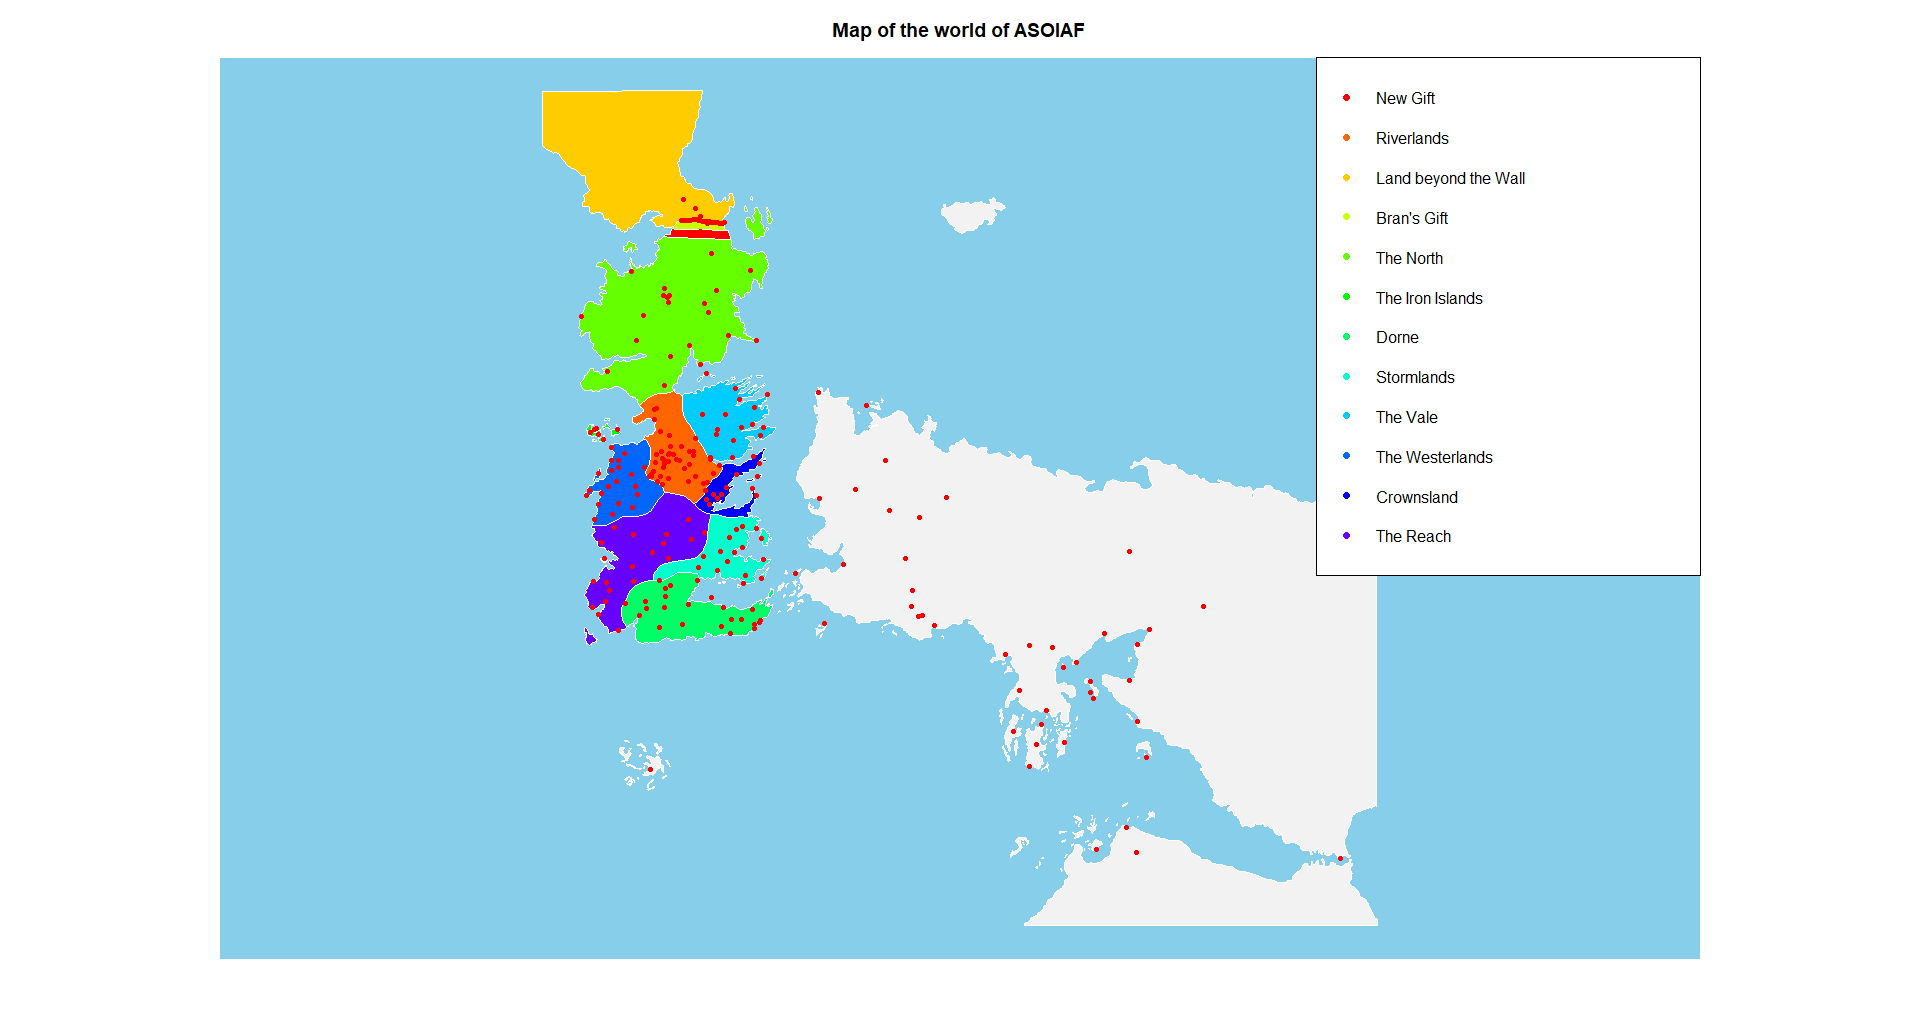 Map of the world of ASOIAF
New Gift
Riverlands
Land beyond the Wall
Bran's Gift
The North
The Iron Islands
Dorne
Stormlands
The Vale
The Westerlands
Crownsland
The Reach